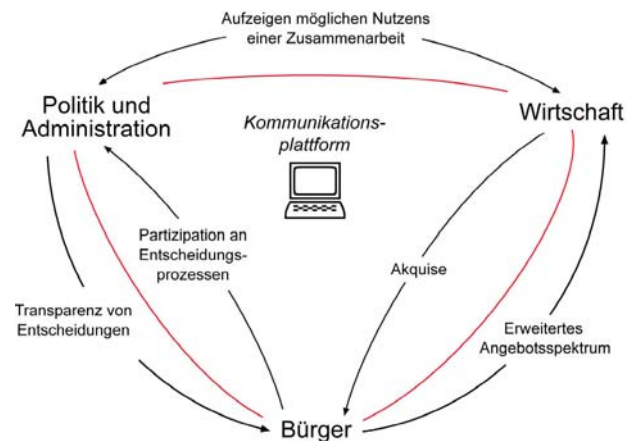 Aufzeigen möglichen Nutzens
einer Zusammenarbeit
Politik und
Administration
Wirtschaft
Kommunikations-
plattform
Partizipation an
Entscheidungs-
prozessen
Akquise
Transparenz von
Entscheidungen
Erweitertes
Angebotsspektrum
Bürger